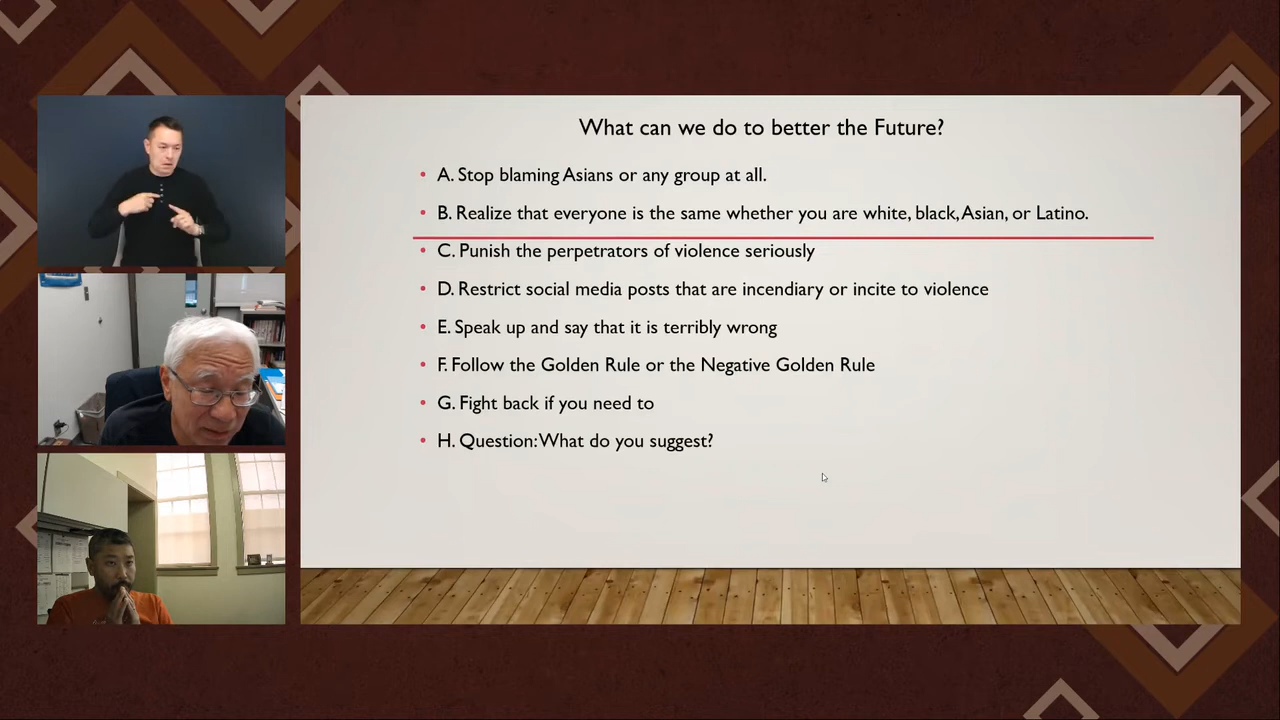 What can we do to better the Future?
• A. Stop blaming Asians or any group at all.
• B. Realize that everyone is the same whether you are white, black, Asian, or Latino.
• C. Punish the perpetrators of violence seriously
• D. Restrict social media posts that are incendiary or incite to violence
• E. Speak up and say that it is terribly wrong
• F. Follow the Golden Rule or the Negative Golden Rule
• G. Fight back if you need to
• H. Question: What do you suggest?